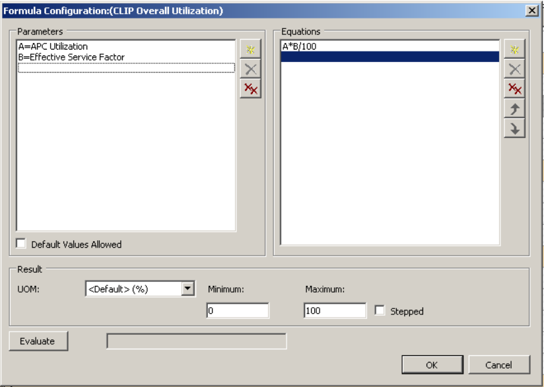 Formula Configuration:(CLIP Overall Utilization)
Parameters
A=APC Utilization
B=Effective Service Factor
Default Values Allowed
Equations
A*B/100
Result
UOM:
<Default> (%)
Minimum:
0
Maximum:
100
Stepped
Evaluate
OK
Cancel